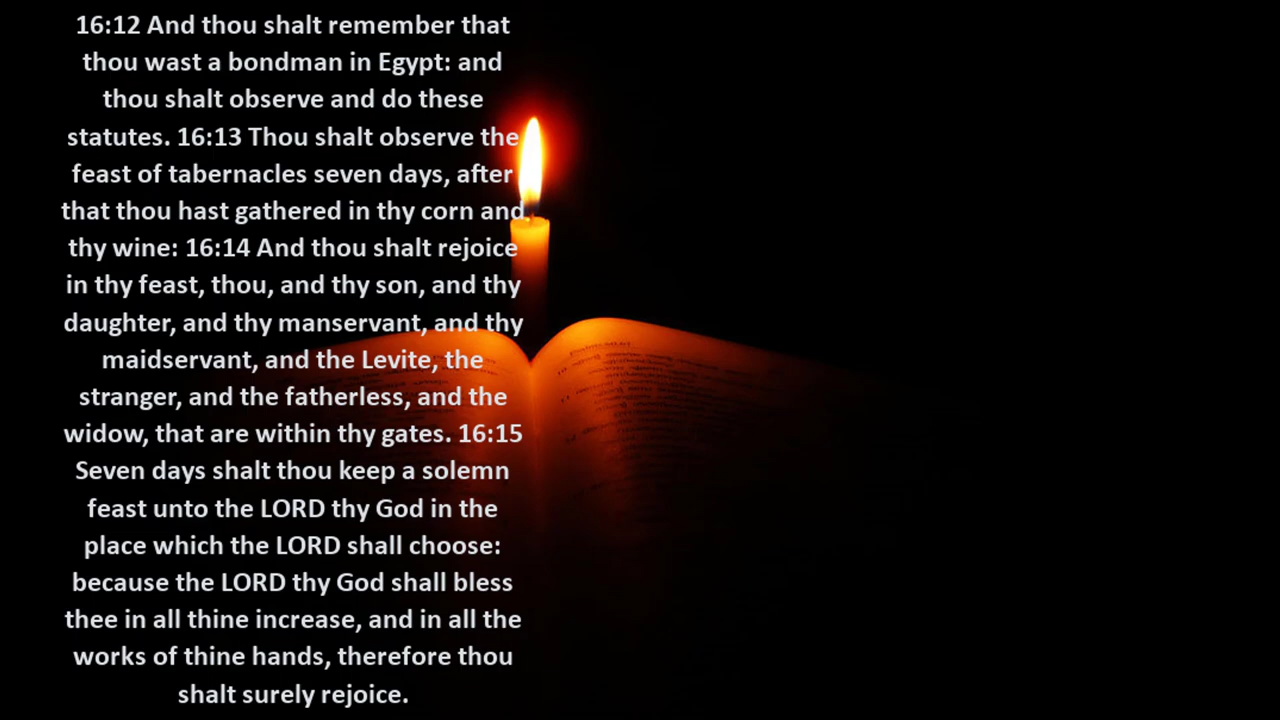 16:12 And thou shalt remember that
thou wast a bondman in Egypt: and
thou shalt observe and do these
statutes. 16:13 Thou shalt observe the
feast of tabernacles seven days, after
that thou hast gathered in thy corn and
thy wine: 16:14 And thou shalt rejoice
in thy feast, thou, and thy son, and thy
daughter, and thy manservant, and thy
maidservant, and the Levite, the
stranger, and the fatherless, and the
widow, that are within thy gates. 16:15
Seven days shalt thou keep a solemn
feast unto the LORD thy God in the
place which the LORD shall choose:
because the LORD thy God shall bless
thee in all thine increase, and in all the
works of thine hands, therefore thou
shalt surely rejoice.